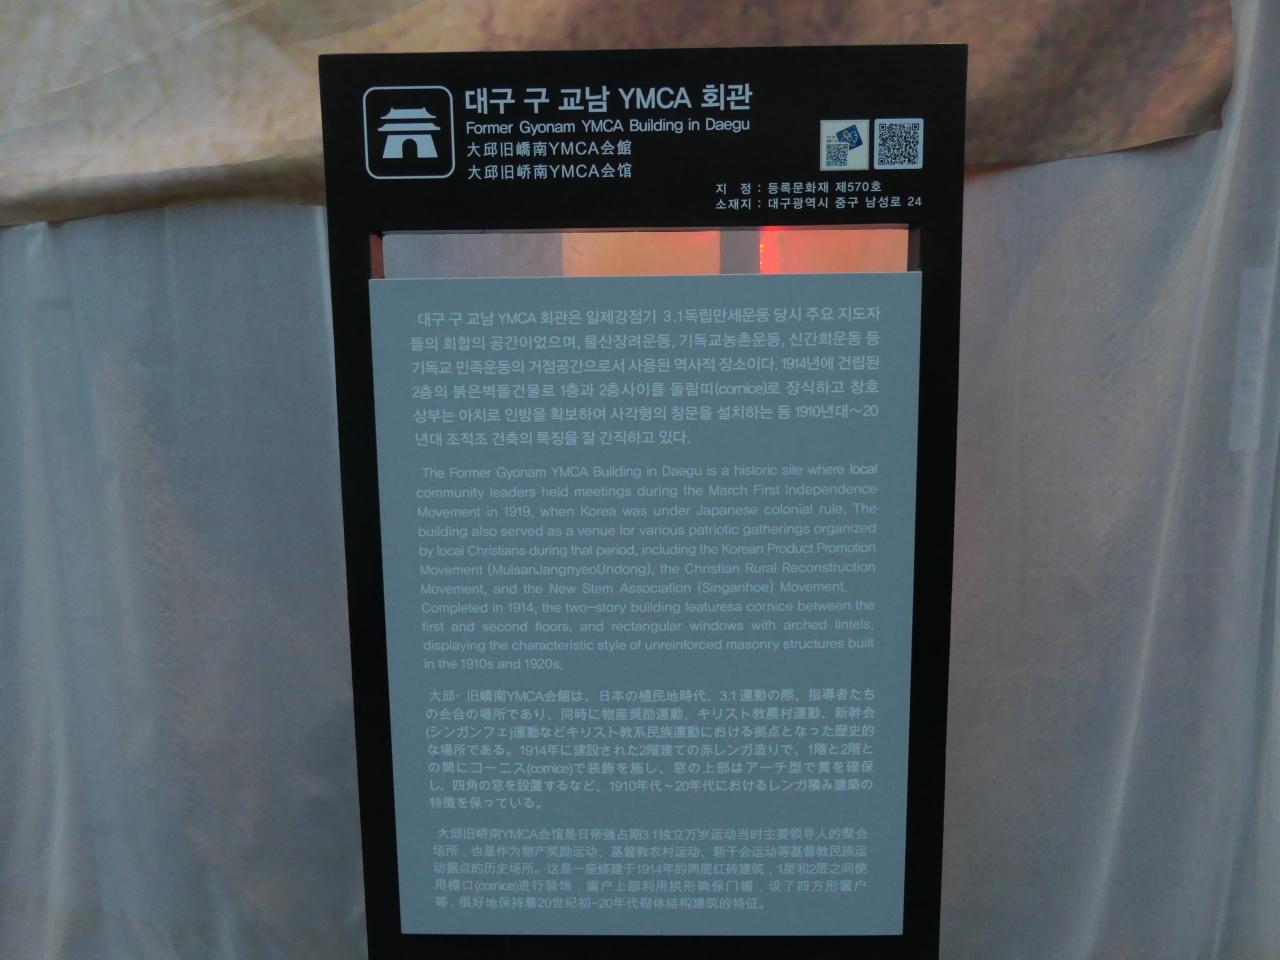 대구 구 교남 YMCA 회관
Former Gyonam YMCA Building in Daegu
大邱旧嶠南YMCA会館
大邱旧峤南YMCA会馆
지 정 : 등록문화재 제570호
소재지 : 대구광역시 중구 남성로 24
대구 구 교남 YMCA 회관은 일제강점기 3.1독립만세운동 당시 주요 지도자
들의 회합의 공간이었으며, 물산장려운동, 기독교농촌운동, 신간회운동 등
기독교 민족운동의 거점공간으로서 사용된 역사적 장소이다. 1914년에 건립된
2층의 붉은벽돌건물로 1층과 2층사이를 돌림띠(cornice)로 장식하고 창호
상부는 아치로 인방을 확보하여 사각형의 창문을 설치하는 등 1910년대~20
년대 조적조 건축의 특징을 잘 간직하고 있다.
The Former Gyonam YMCA Building in Daegu is a historic site where local
community leaders held meetings during the March First Independence
Movement in 1919, when Korea was under Japanese colonial rule. The
building also served as a venue for various patriotic gatherings organized
by local Christians during that period, including the Korean Product Promotion
Movement (MulsanJangnyeoUndong), the Christian Rural Reconstruction
Movement, and the New Stem Association (Singanhoe) Movement.
Completed in 1914, the two-story building featuresa cornice between the
first and second floors, and rectangular windows with arched lintels,
displaying the characteristic style of unreinforced masonry structures built
in the 1910s and 1920s.
大邱・旧嶠南YMCA会館は、日本の植民地時代、3.1運動の際、指導者たち
の会合の場所であり、同時に物産奨励運動、キリスト教農村運動、新幹会
(シンガンフェ)運動などキリスト教系民族運動における拠点となった歴史的
な場所である。1914年に建設された2階建ての赤レンガ造りで、1階と2階と
の間にコーニス(cornice)で装飾を施し、窓の上部はアーチ型で貫を確保
し、四角の窓を設置するなど、1910年代~20年代におけるレンガ積み建築の
特徴を保っている。
大邱旧峤南YMCA会馆是日帝强占期3.1独立万岁运动当时主要领导人的聚会
场所，也是作为物产奖励运动、基督教农村运动、新干会运动等基督教民族运
动据点的历史场所。这是一座修建于1914年的两层红砖建筑，1层和2层之间使
用檐口(cornice)进行装饰，窗户上部利用拱形确保门楣，设了四方形窗户
等，很好地保持着20世纪初~20年代砌体结构建筑的特征。